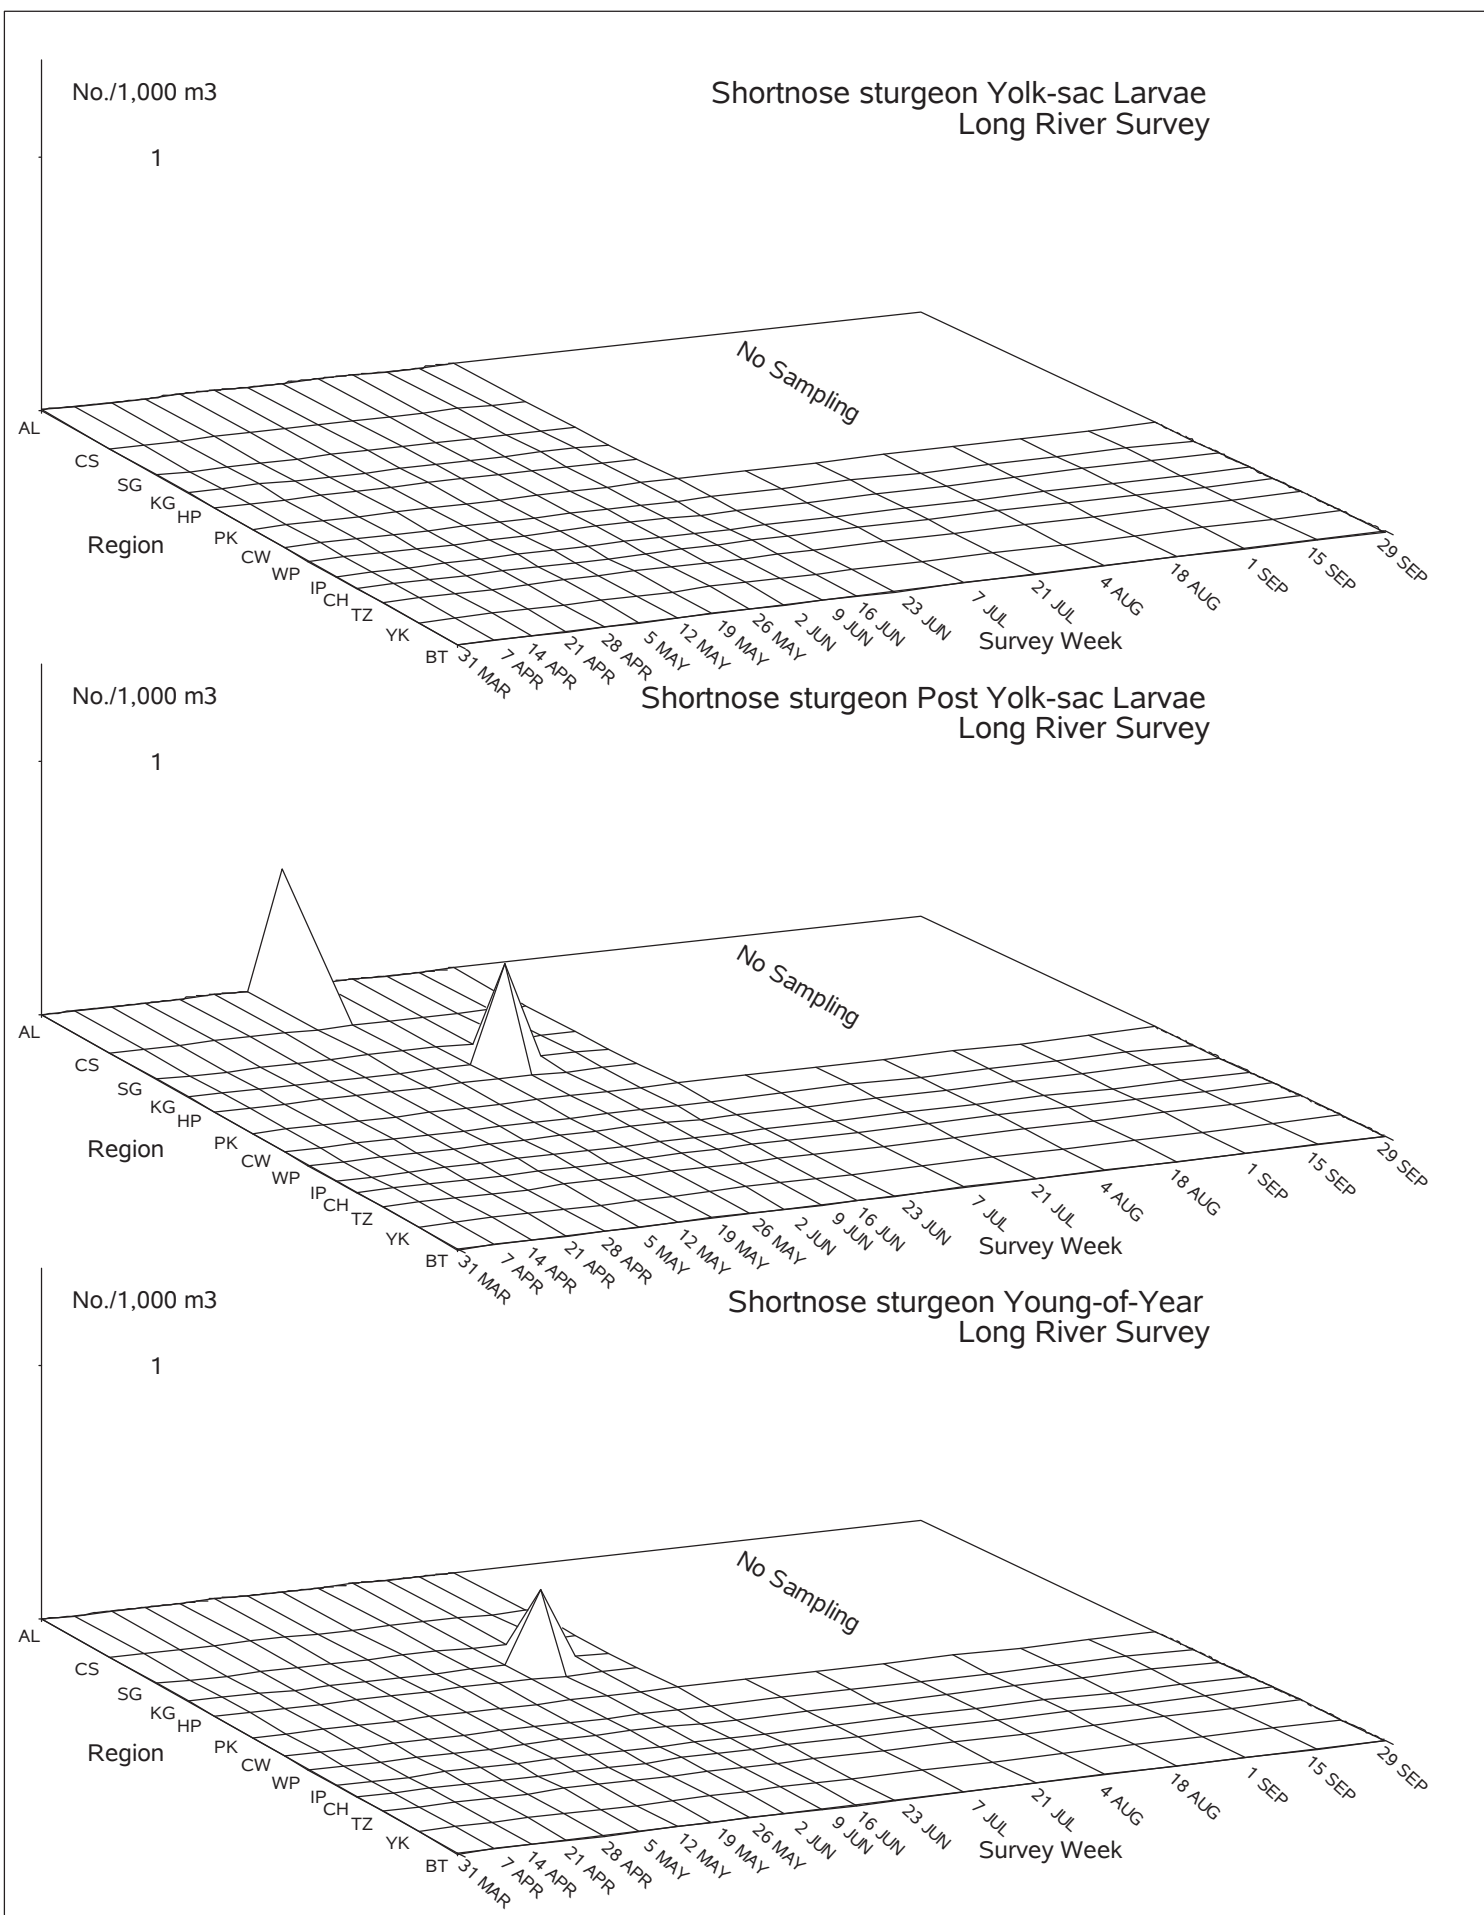 No./1,000 m3
Shortnose sturgeon Yolk-sac Larvae
Long River Survey
1
No Sampling
AL
CS
SG
KG
HP
PK
CW
WP
IP
CH
TZ
YK
BT
Region
31 MAR
7 APR
14 APR
21 APR
28 APR
5 MAY
12 MAY
19 MAY
26 MAY
2 JUN
9 JUN
16 JUN
23 JUN
7 JUL
21 JUL
4 AUG
18 AUG
1 SEP
15 SEP
29 SEP
Survey Week
No./1,000 m3
Shortnose sturgeon Post Yolk-sac Larvae
Long River Survey
1
No Sampling
AL
CS
SG
KG
HP
PK
CW
WP
IP
CH
TZ
YK
BT
Region
31 MAR
7 APR
14 APR
21 APR
28 APR
5 MAY
12 MAY
19 MAY
26 MAY
2 JUN
9 JUN
16 JUN
23 JUN
7 JUL
21 JUL
4 AUG
18 AUG
1 SEP
15 SEP
29 SEP
Survey Week
No./1,000 m3
Shortnose sturgeon Young-of-Year
Long River Survey
1
No Sampling
AL
CS
SG
KG
HP
PK
CW
WP
IP
CH
TZ
YK
BT
Region
31 MAR
7 APR
14 APR
21 APR
28 APR
5 MAY
12 MAY
19 MAY
26 MAY
2 JUN
9 JUN
16 JUN
23 JUN
7 JUL
21 JUL
4 AUG
18 AUG
1 SEP
15 SEP
29 SEP
Survey Week